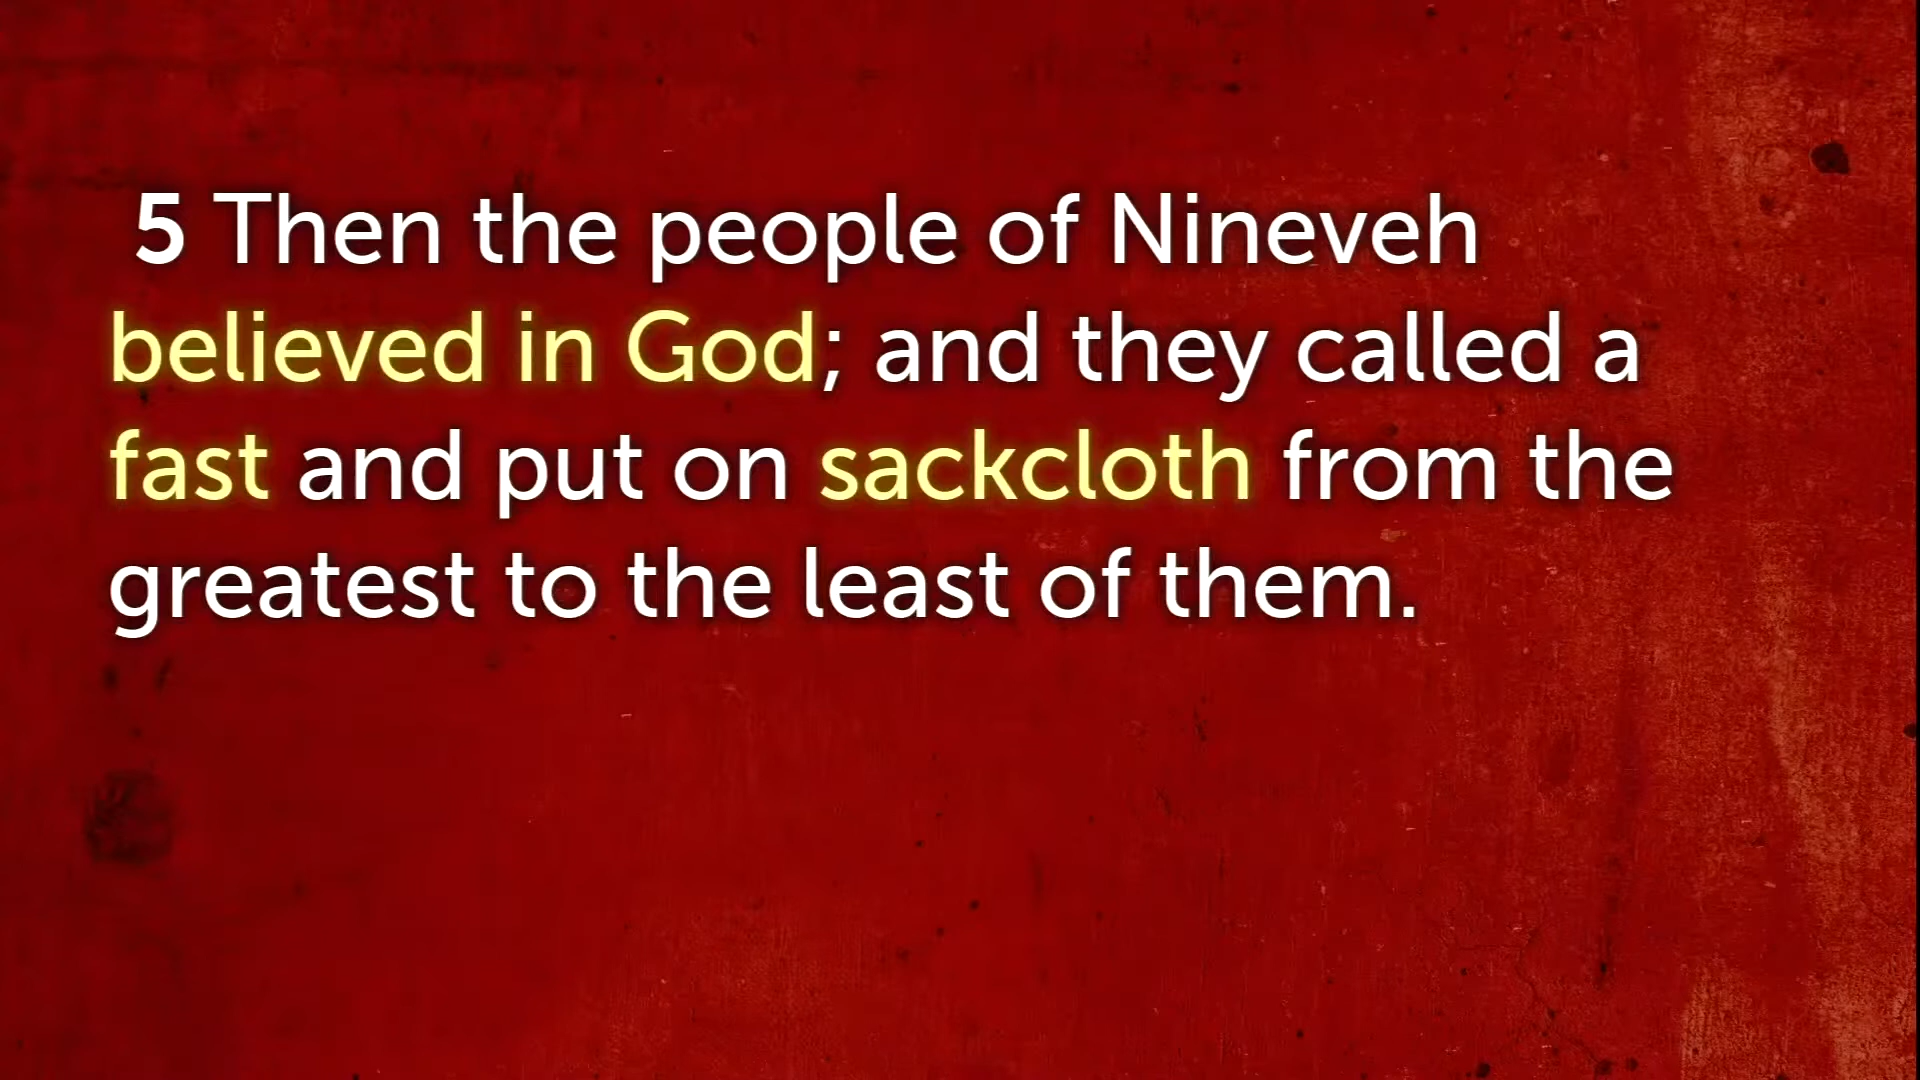 5 Then the people of Nineveh
believed in God; and they called a
fast and put on sackcloth from the
greatest to the least of them.